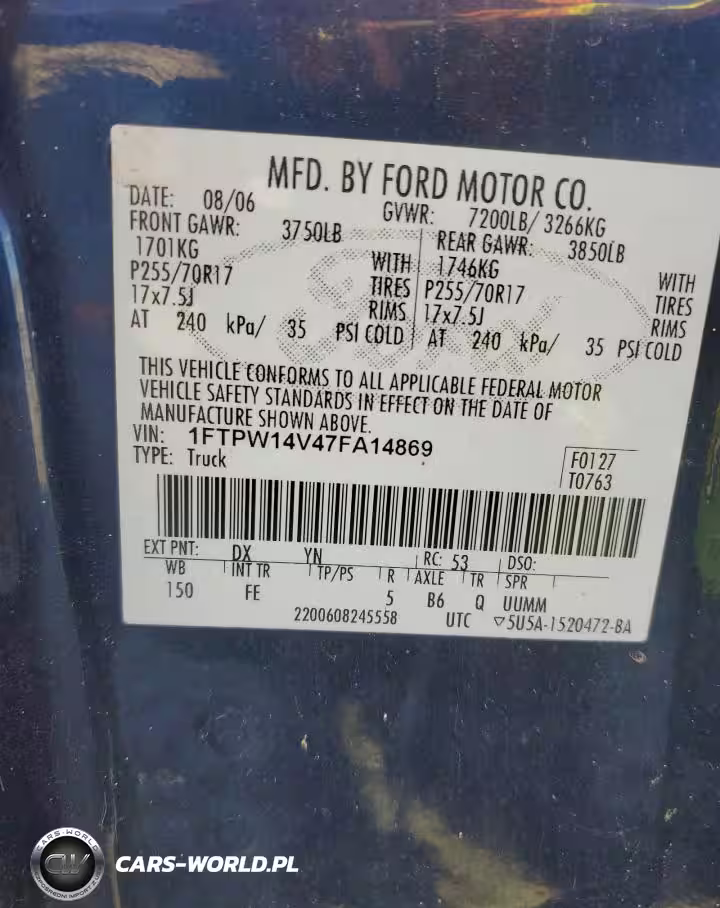 MFD. BY FORD MOTOR CO.
DATE: 08/06 GVWR: 7200LB/ 3266KG
FRONT GAWR: 3750LB REAR GAWR: 3850LB
1701KG WITH 1746KG WITH
P255/70R17 TIRES P255/70R17 TIRES
17x7.5J RIMS 17x7.5J RIMS
AT 240 kPa/ 35 PSI COLD AT 240 kPa/ 35 PSI COLD
THIS VEHICLE CONFORMS TO ALL APPLICABLE FEDERAL MOTOR
VEHICLE SAFETY STANDARDS IN EFFECT ON THE DATE OF
MANUFACTURE SHOWN ABOVE.
VIN: 1FTPW14V47FA14869
TYPE: Truck
F0127
T0763
EXT PNT: DX YN RC: 53 DSO:
WB INT TR TP/PS R AXLE TR SPR
150 FE 5 B6 Q UUMM
2200608245558 UTC ▽5U5A-1520472-BA
CARS-WORLD
CW
CARS-WORLD.PL